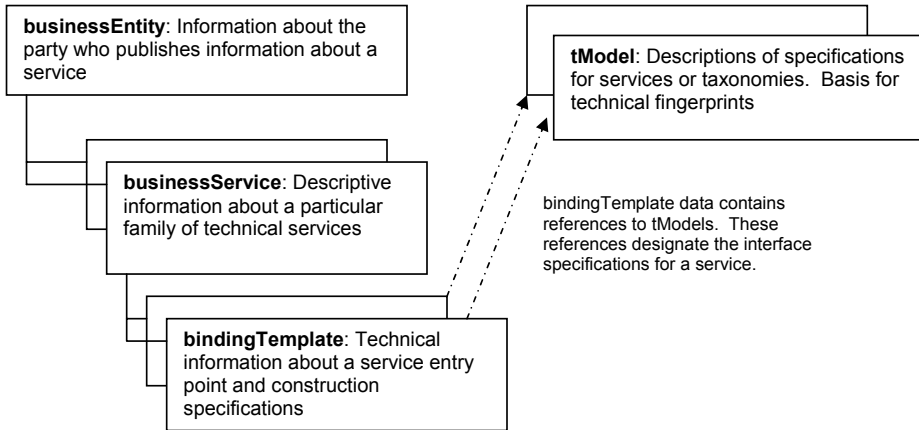 businessEntity: Information about the
party who publishes information about a
service
tModel: Descriptions of specifications
for services or taxonomies. Basis for
technical fingerprints
businessService: Descriptive
information about a particular
family of technical services
bindingTemplate data contains
references to tModels. These
references designate the interface
specifications for a service.
bindingTemplate: Technical
information about a service entry
point and construction
specifications